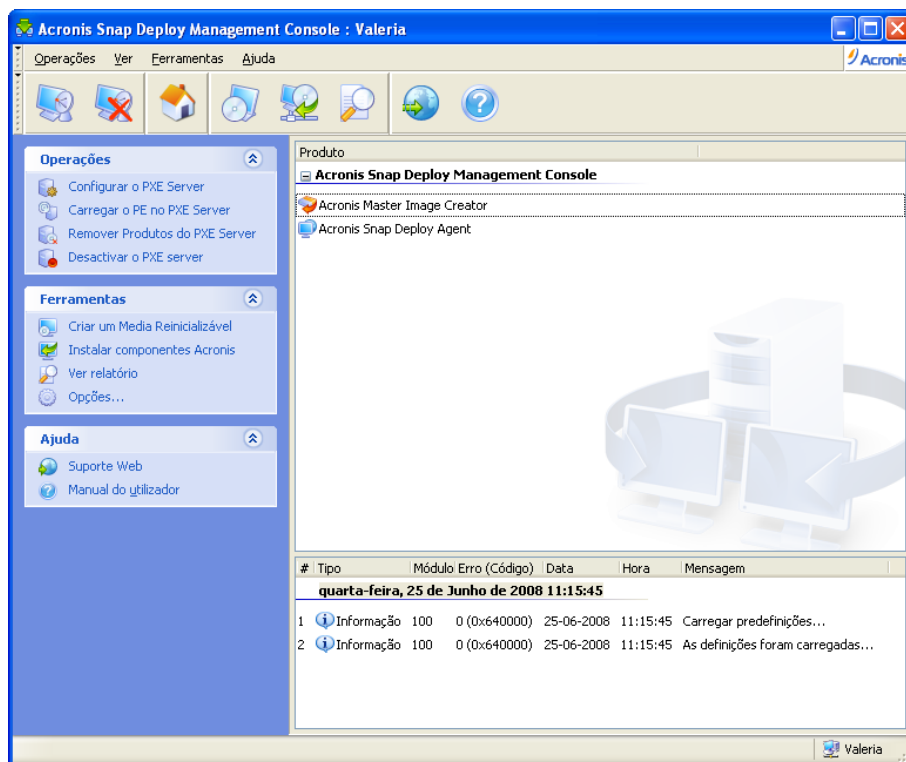 Acronis Snap Deploy Management Console : Valeria
Operações Ver Ferramentas Ajuda
Acronis
Operações
Configurar o PXE Server
Carregar o PE no PXE Server
Remover Produtos do PXE Server
Desactivar o PXE server
Ferramentas
Criar um Media Reinicializável
Instalar componentes Acronis
Ver relatório
Opções...
Ajuda
Suporte Web
Manual do utilizador
Produto
Acronis Snap Deploy Management Console
Acronis Master Image Creator
Acronis Snap Deploy Agent
# Tipo Módulo Erro (Código) Data Hora Mensagem
quarta-feira, 25 de Junho de 2008 11:15:45
1 Informação 100 0 (0x640000) 25-06-2008 11:15:45 Carregar predefinições...
2 Informação 100 0 (0x640000) 25-06-2008 11:15:45 As definições foram carregadas...
Valeria